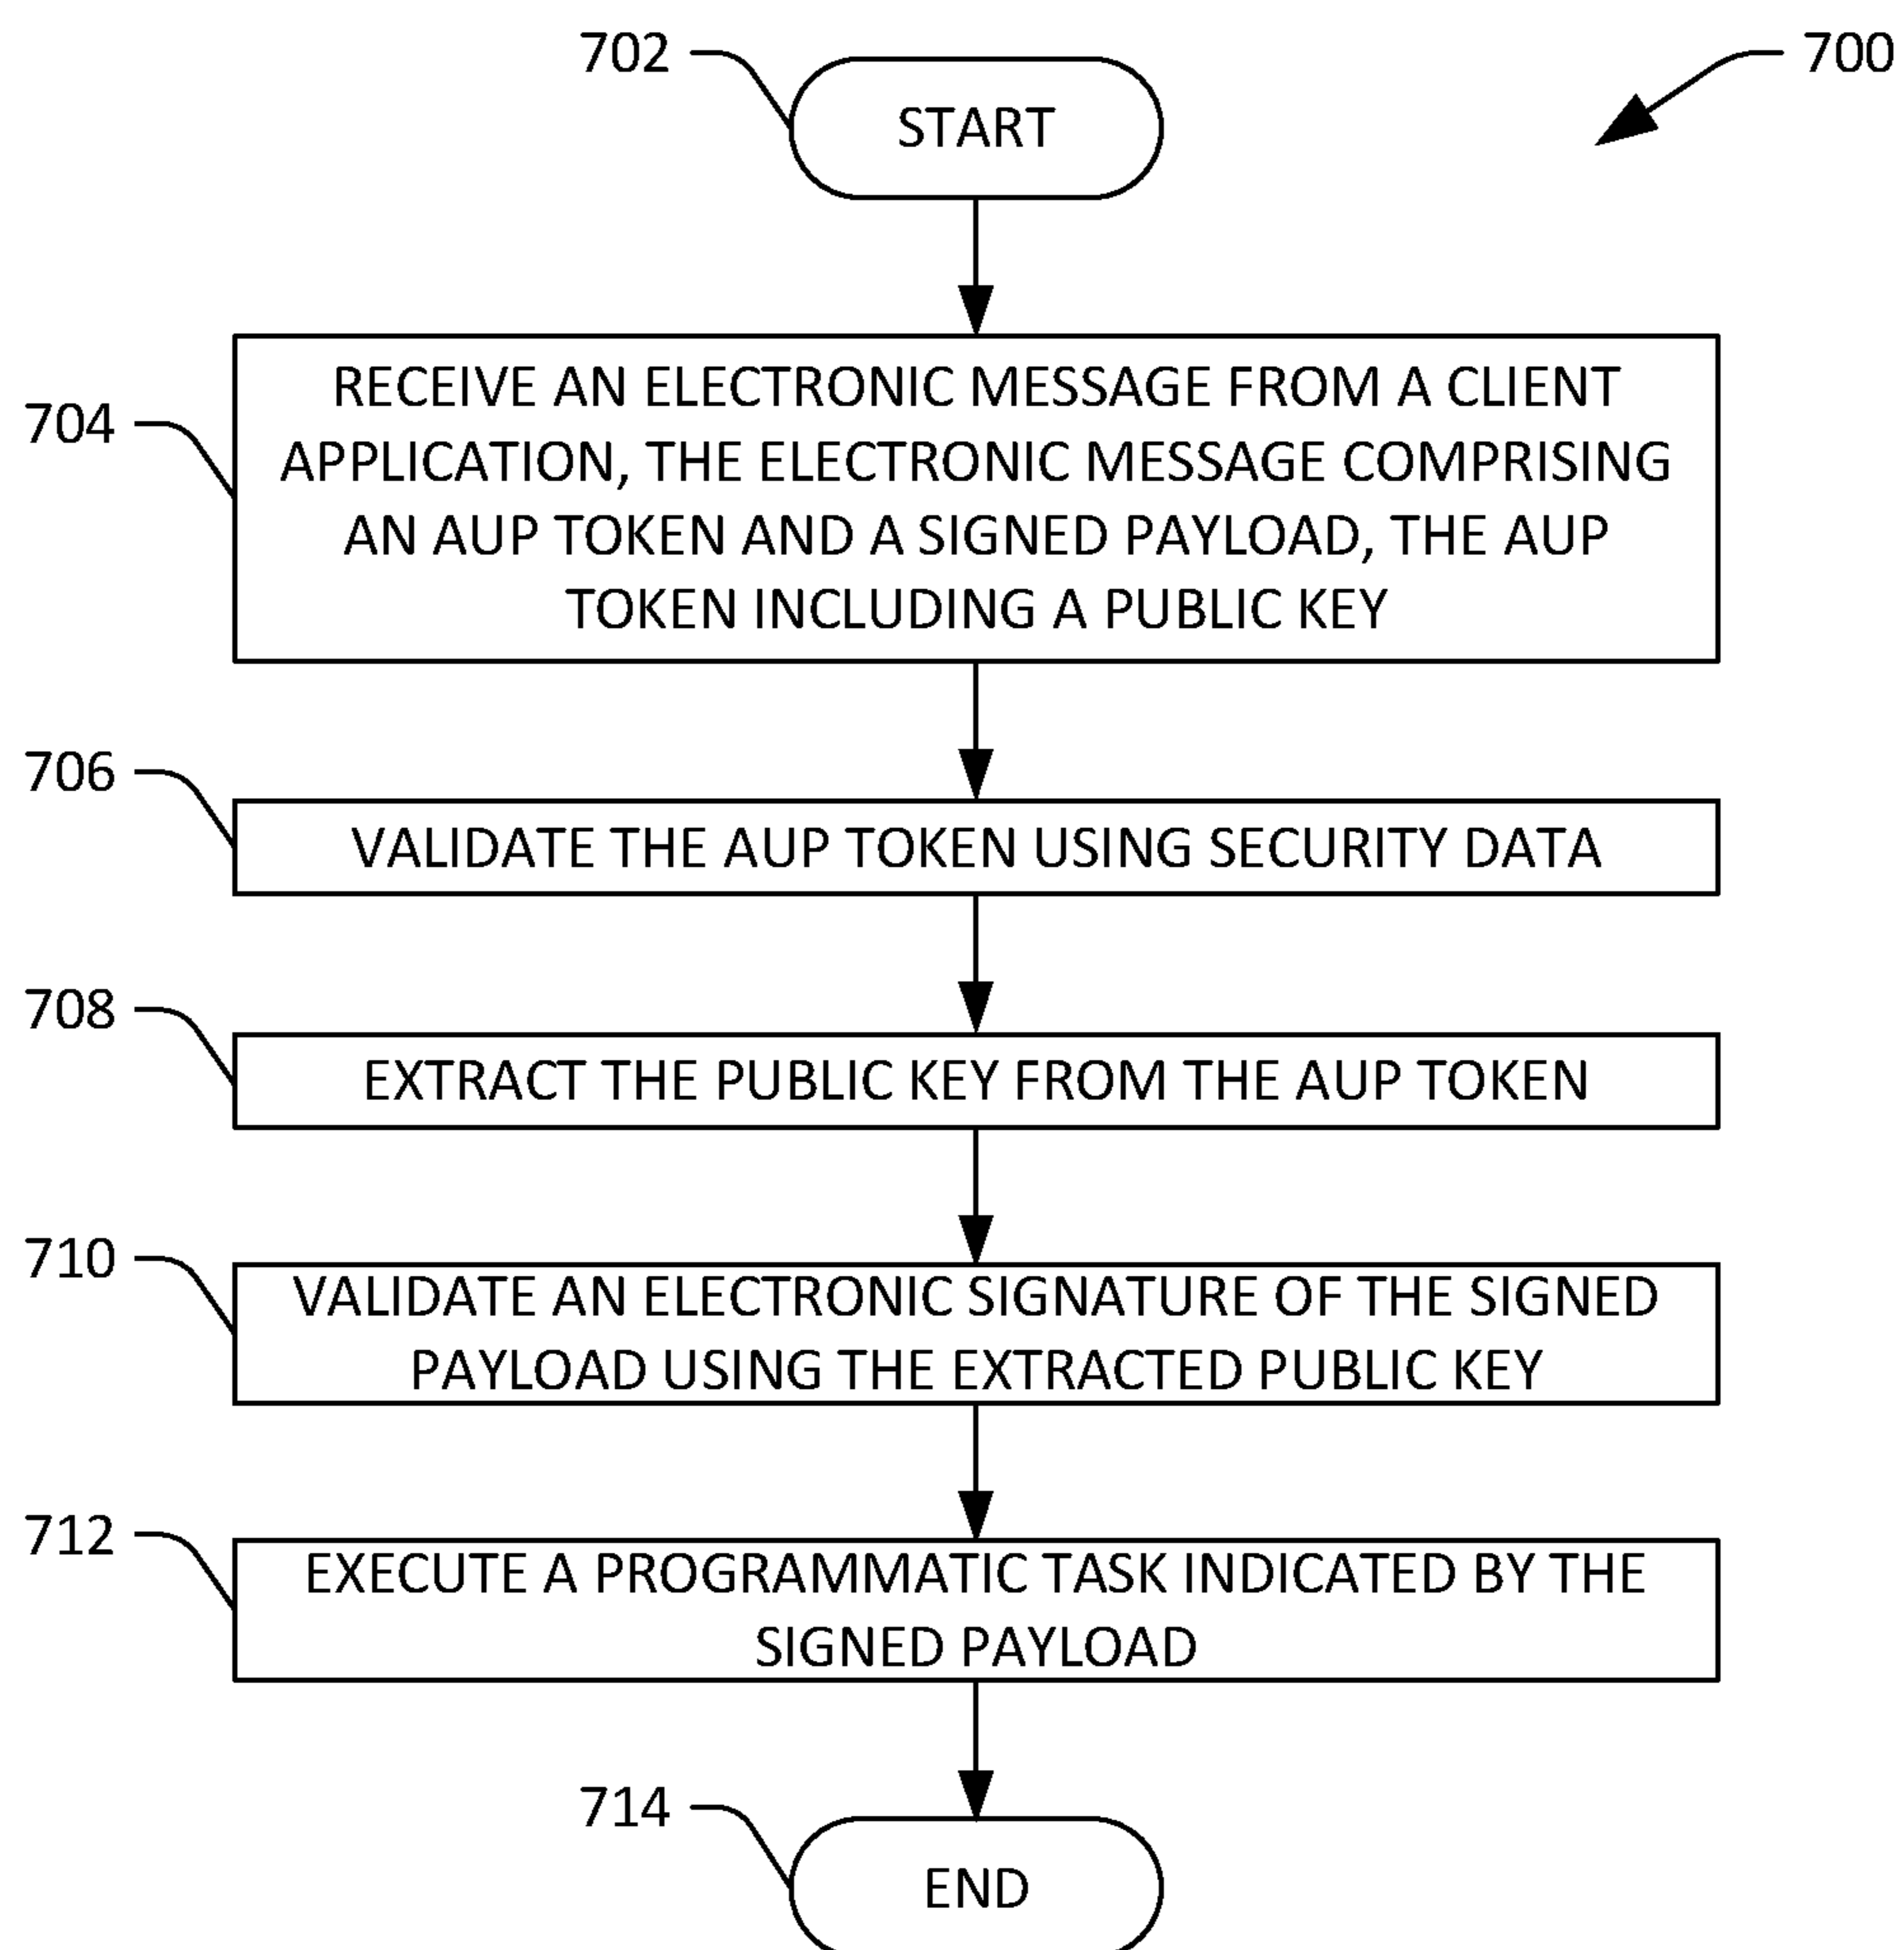 702
START
700
704
RECEIVE AN ELECTRONIC MESSAGE FROM A CLIENT
APPLICATION, THE ELECTRONIC MESSAGE COMPRISING
AN AUP TOKEN AND A SIGNED PAYLOAD, THE AUP
TOKEN INCLUDING A PUBLIC KEY
706
VALIDATE THE AUP TOKEN USING SECURITY DATA
708
EXTRACT THE PUBLIC KEY FROM THE AUP TOKEN
710
VALIDATE AN ELECTRONIC SIGNATURE OF THE SIGNED
PAYLOAD USING THE EXTRACTED PUBLIC KEY
712
EXECUTE A PROGRAMMATIC TASK INDICATED BY THE
SIGNED PAYLOAD
714
END